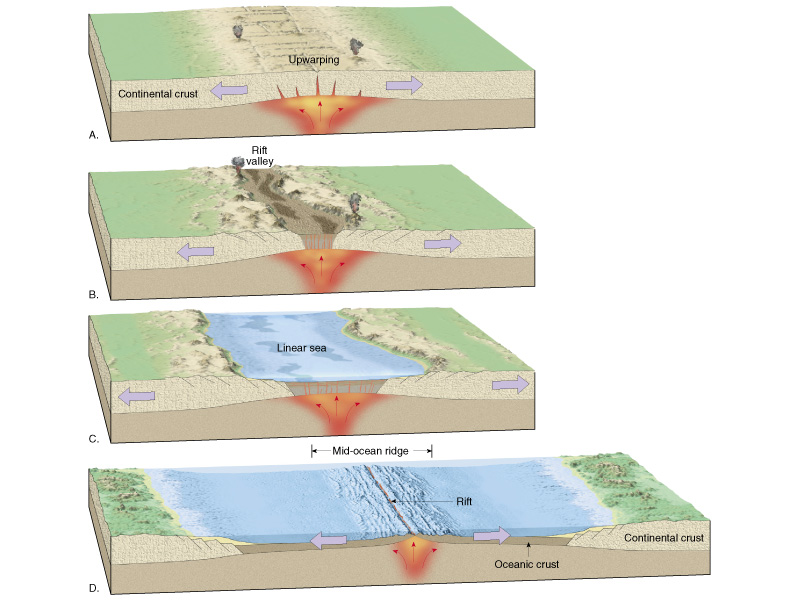 Upwarping
Continental crust
A.
Rift
valley
B.
Linear sea
C.
Mid-ocean ridge
Rift
Continental crust
Oceanic crust
D.